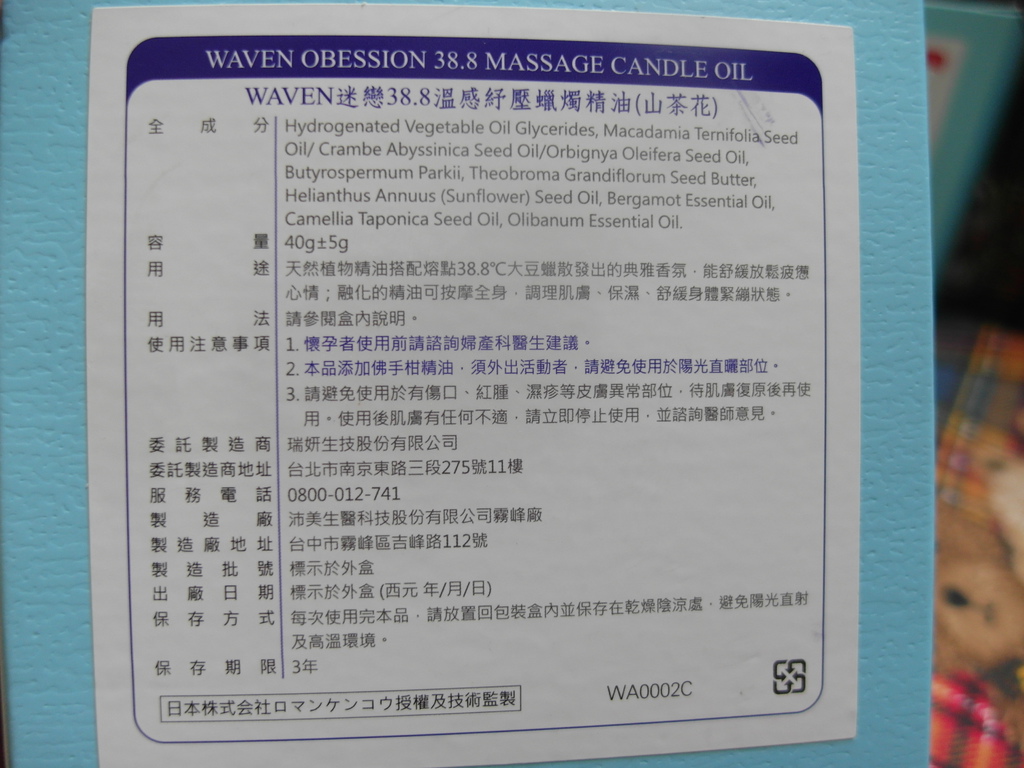 WAVEN OBESSION 38.8 MASSAGE CANDLE OIL
WAVEN迷戀38.8溫感紓壓蠟燭精油(山茶花)
全成分 Hydrogenated Vegetable Oil Glycerides, Macadamia Ternifolia Seed
Oil/ Crambe Abyssinica Seed Oil/Orbignya Oleifera Seed Oil,
Butyrospermum Parkii, Theobroma Grandiflorum Seed Butter,
Helianthus Annuus (Sunflower) Seed Oil, Bergamot Essential Oil,
Camellia Taponica Seed Oil, Olibanum Essential Oil.
容量 40g±5g
用途 天然植物精油搭配熔點38.8℃大豆蠟散發出的典雅香氛，能舒緩放鬆疲憊
心情；融化的精油可按摩全身，調理肌膚、保濕、舒緩身體緊繃狀態。
用法 請參閱盒內說明。
使用注意事項 1. 懷孕者使用前請諮詢婦產科醫生建議。
2. 本品添加佛手柑精油，須外出活動者，請避免使用於陽光直曬部位。
3. 請避免使用於有傷口、紅腫、濕疹等皮膚異常部位，待肌膚復原後再使
用。使用後肌膚有任何不適，請立即停止使用，並諮詢醫師意見。
委託製造商 瑞妍生技股份有限公司
委託製造商地址 台北市南京東路三段275號11樓
服務電話 0800-012-741
製造廠 沛美生醫科技股份有限公司霧峰廠
製造廠地址 台中市霧峰區吉峰路112號
製造批號 標示於外盒
出廠日期 標示於外盒 (西元 年/月/日)
保存方式 每次使用完本品，請放置回包裝盒內並保存在乾燥陰涼處，避免陽光直射
及高溫環境。
保存期限 3年
日本株式会社ロマンケンコウ授權及技術監製
WA0002C